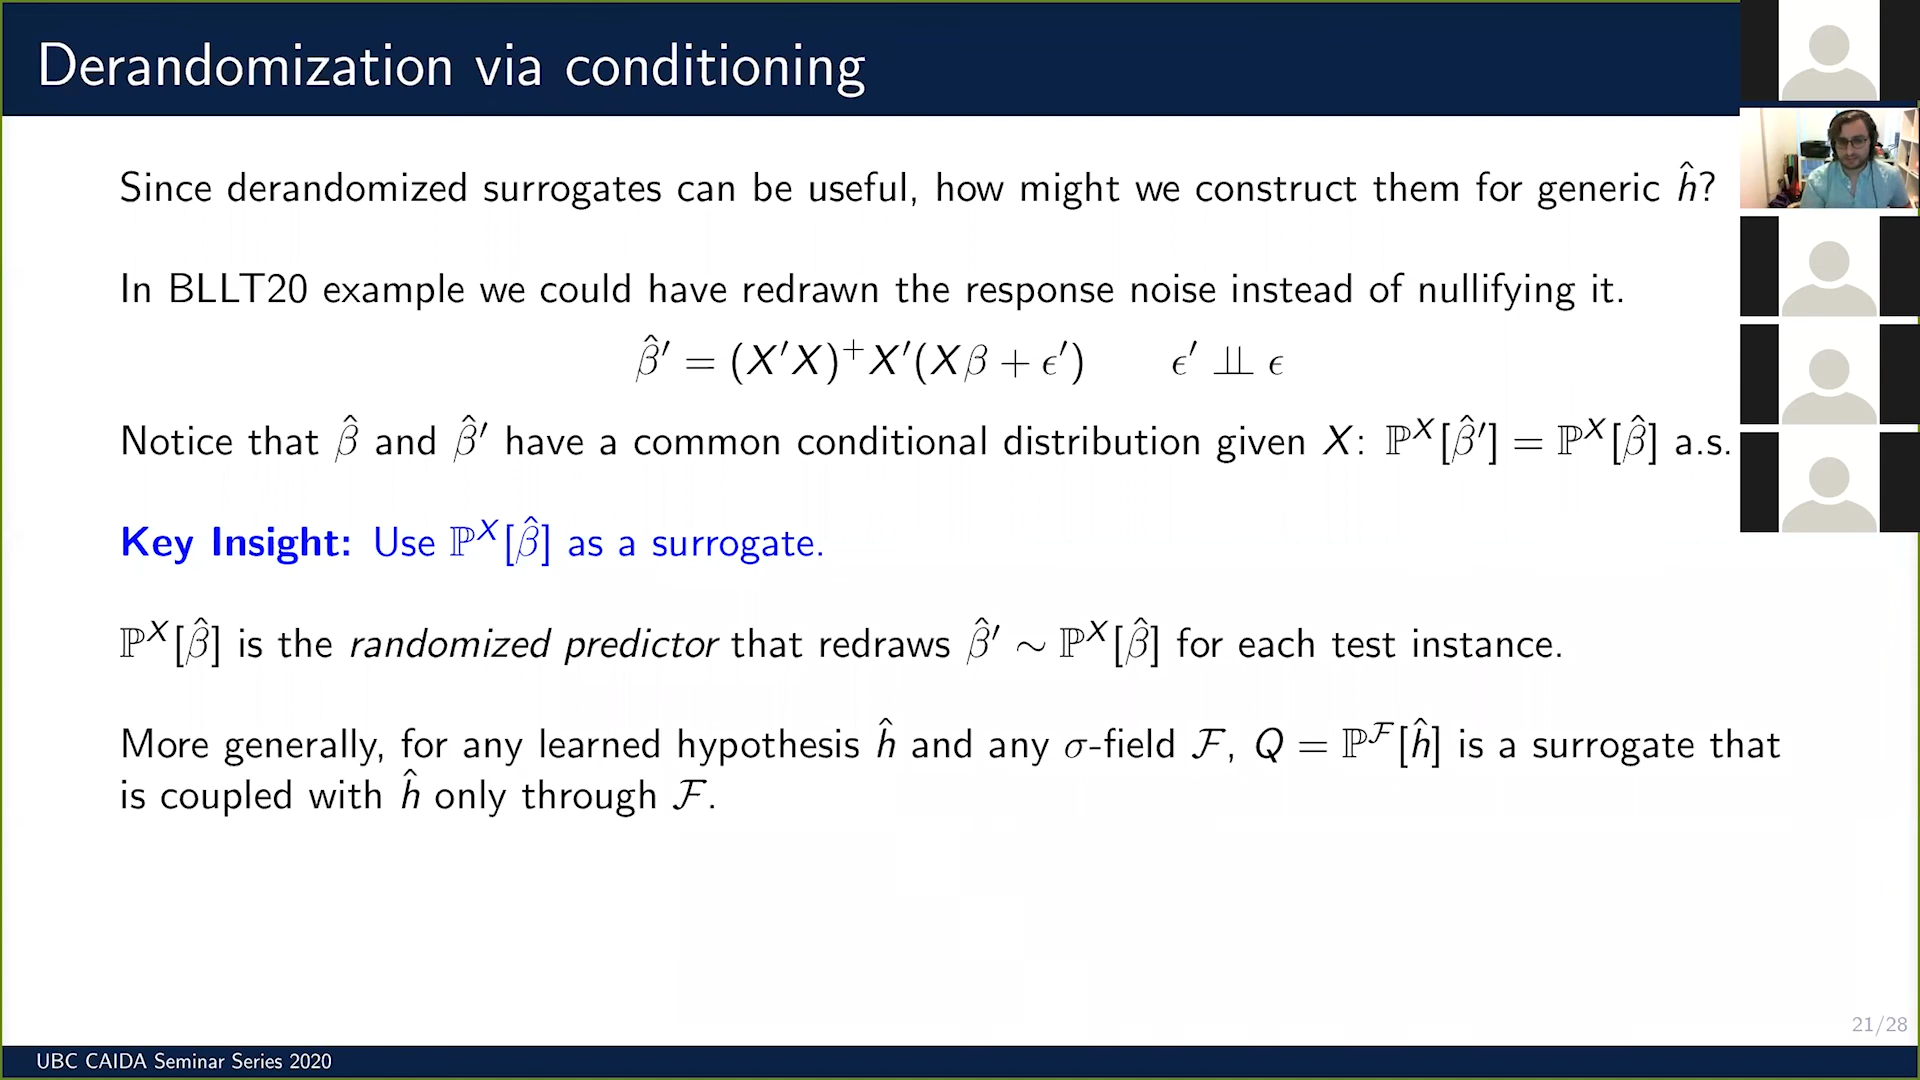 Derandomization via conditioning
Since derandomized surrogates can be useful, how might we construct them for generic ĥ?
In BLLT20 example we could have redrawn the response noise instead of nullifying it.
β̂′ = (X′X)⁺X′(Xβ + ϵ′)  ϵ′ ⫫ ϵ
Notice that β̂ and β̂′ have a common conditional distribution given X: ℙ^X[β̂′] = ℙ^X[β̂] a.s.
Key Insight: Use ℙ^X[β̂] as a surrogate.
ℙ^X[β̂] is the randomized predictor that redraws β̂′ ∼ ℙ^X[β̂] for each test instance.
More generally, for any learned hypothesis ĥ and any σ-field ℱ, Q = ℙ^ℱ[ĥ] is a surrogate that
is coupled with ĥ only through ℱ.
21/28
UBC CAIDA Seminar Series 2020